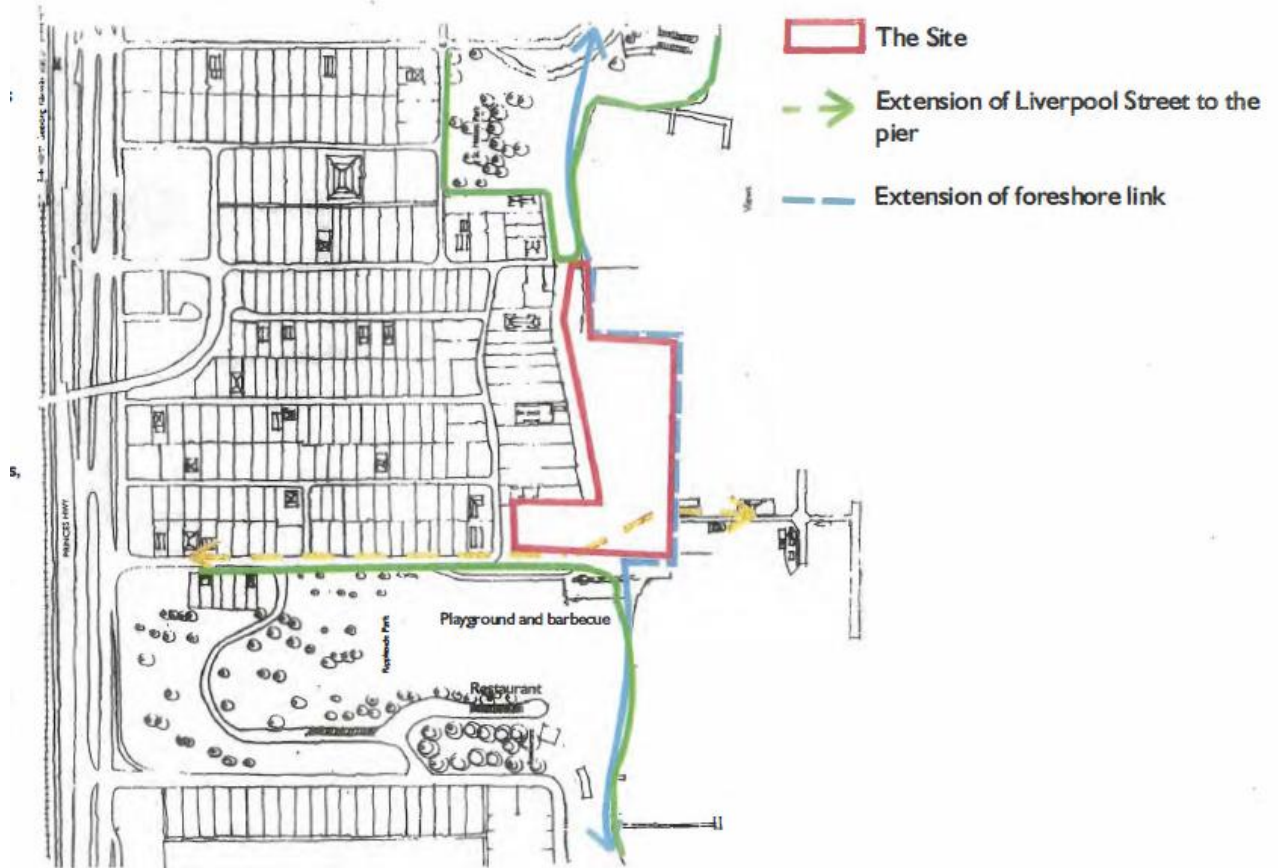 The Site
Extension of Liverpool Street to the
pier
Extension of foreshore link
Views
PRINCES HWY
Playground and barbecue
Restaurant
s,